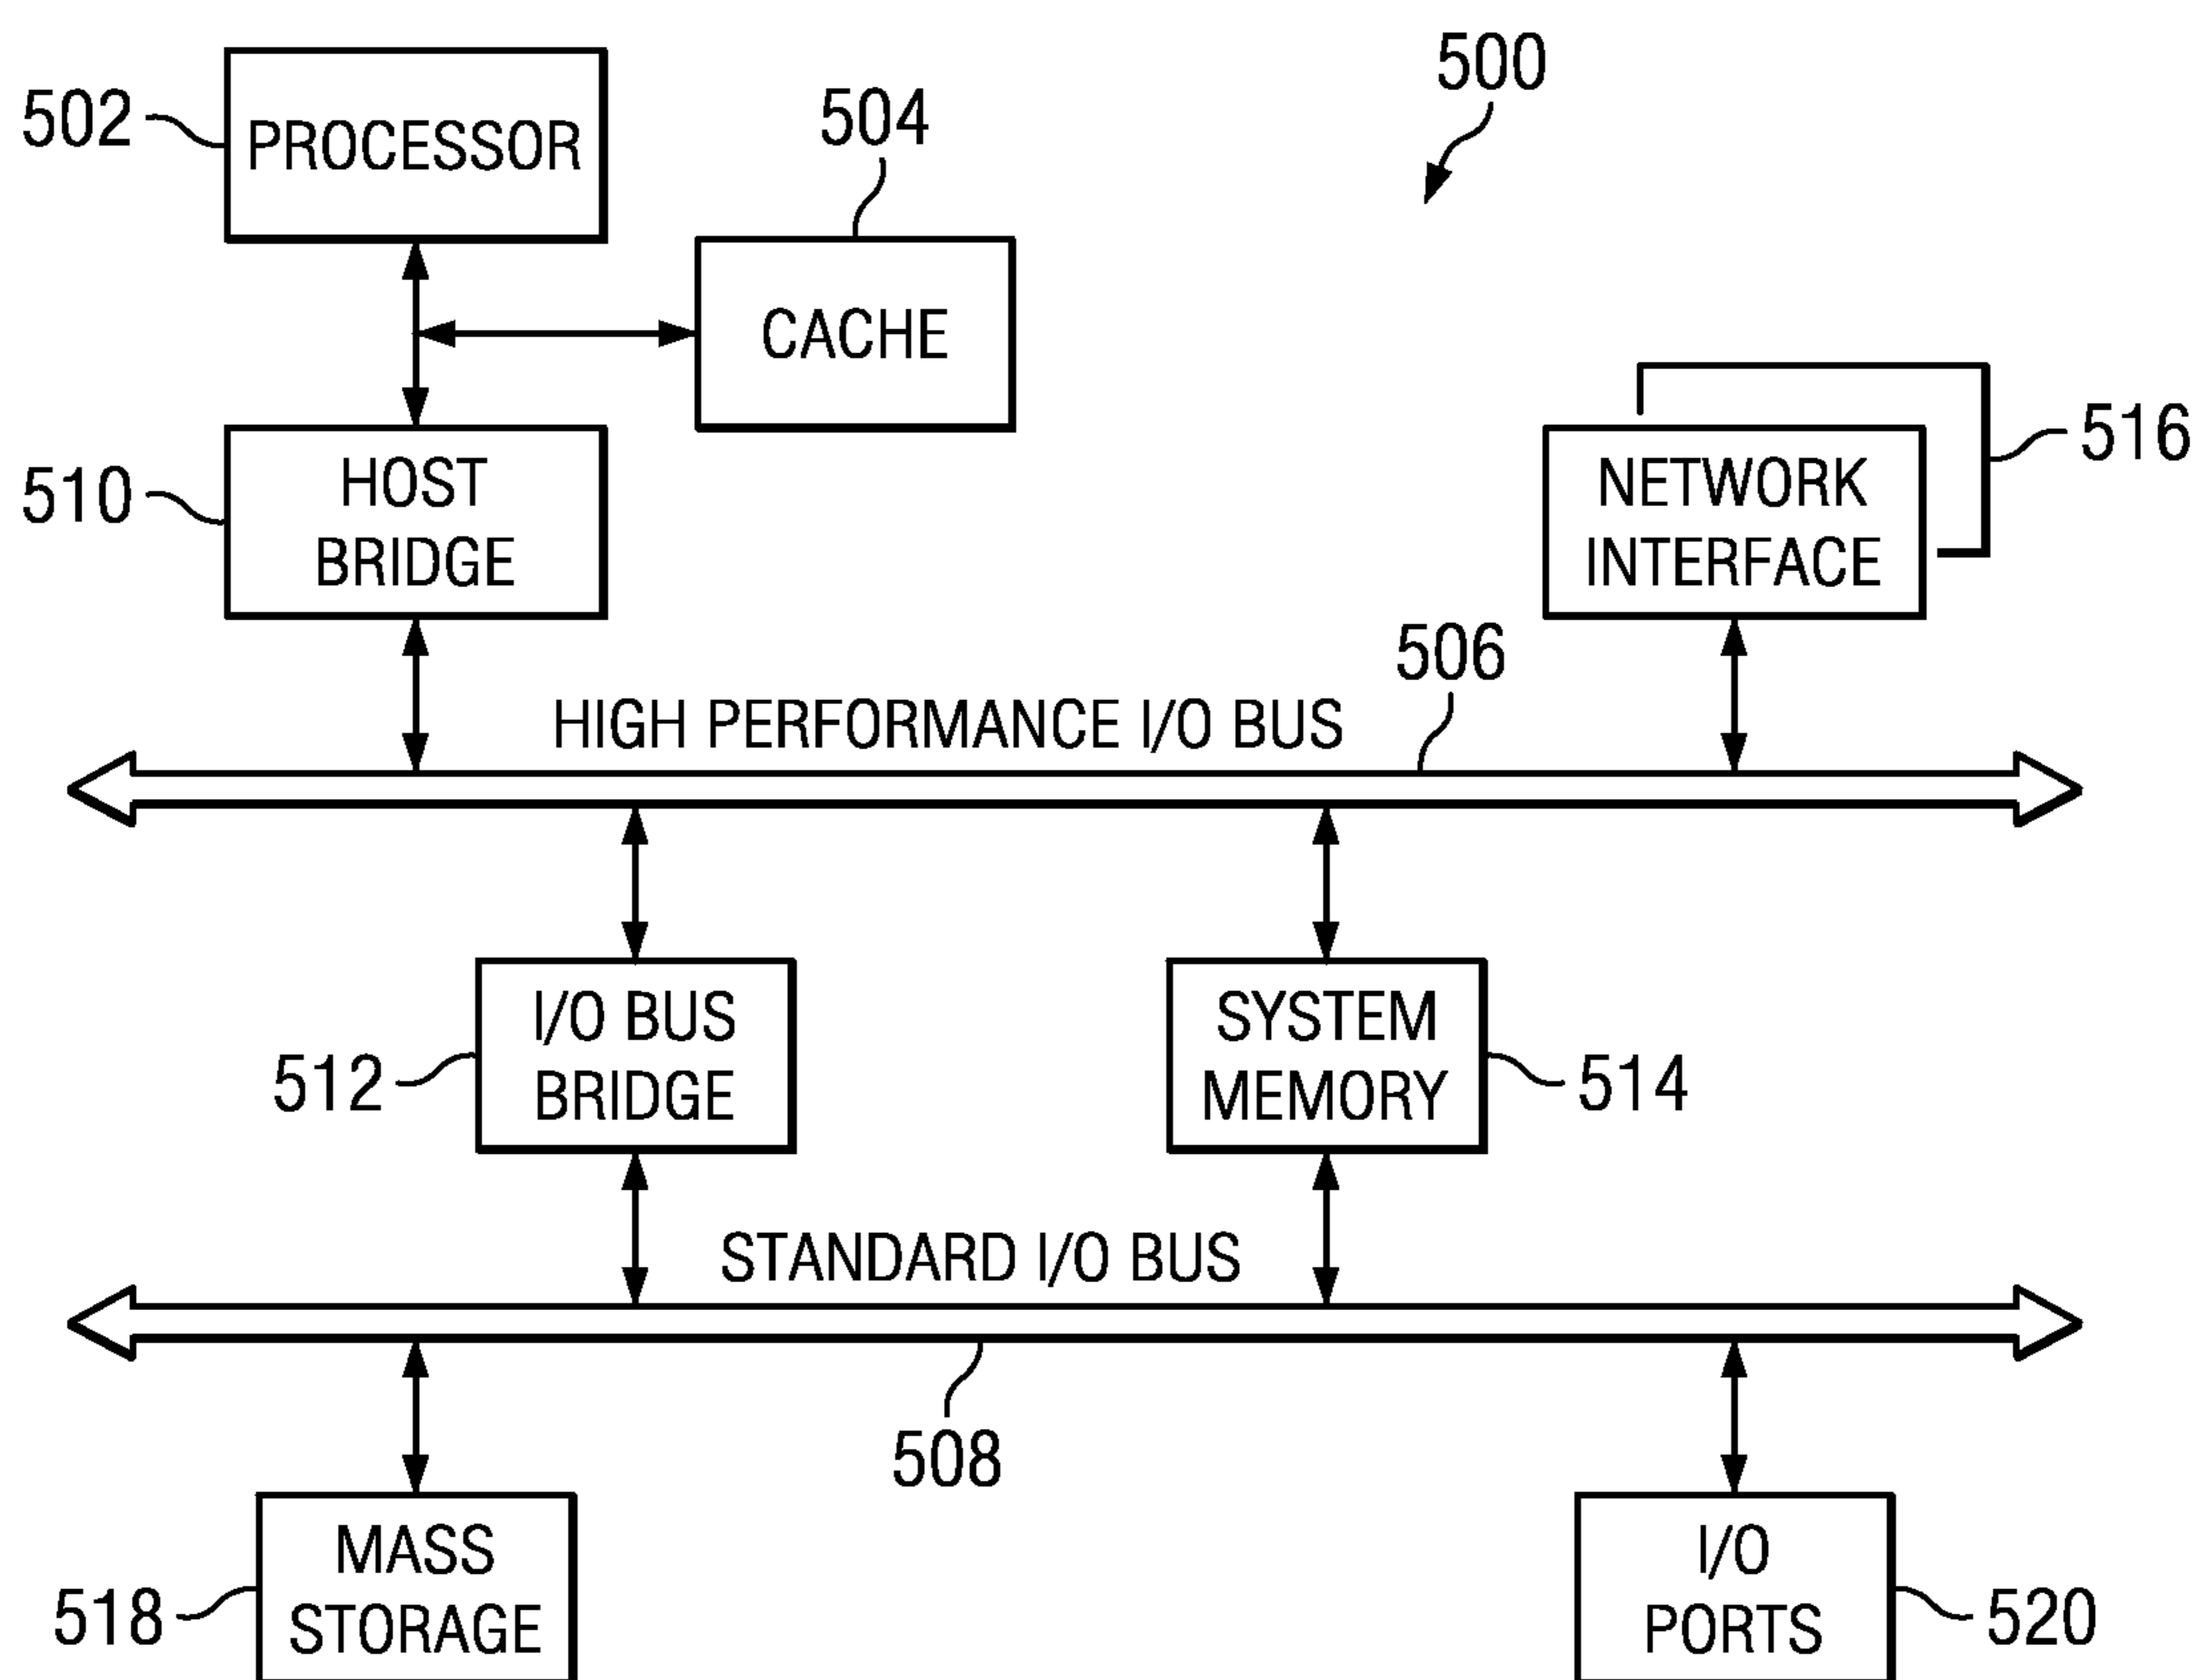 500
502
PROCESSOR
504
CACHE
510
HOST
BRIDGE
516
NETWORK
INTERFACE
506
HIGH PERFORMANCE I/O BUS
512
I/O BUS
BRIDGE
SYSTEM
MEMORY
514
STANDARD I/O BUS
508
518
MASS
STORAGE
I/O
PORTS
520